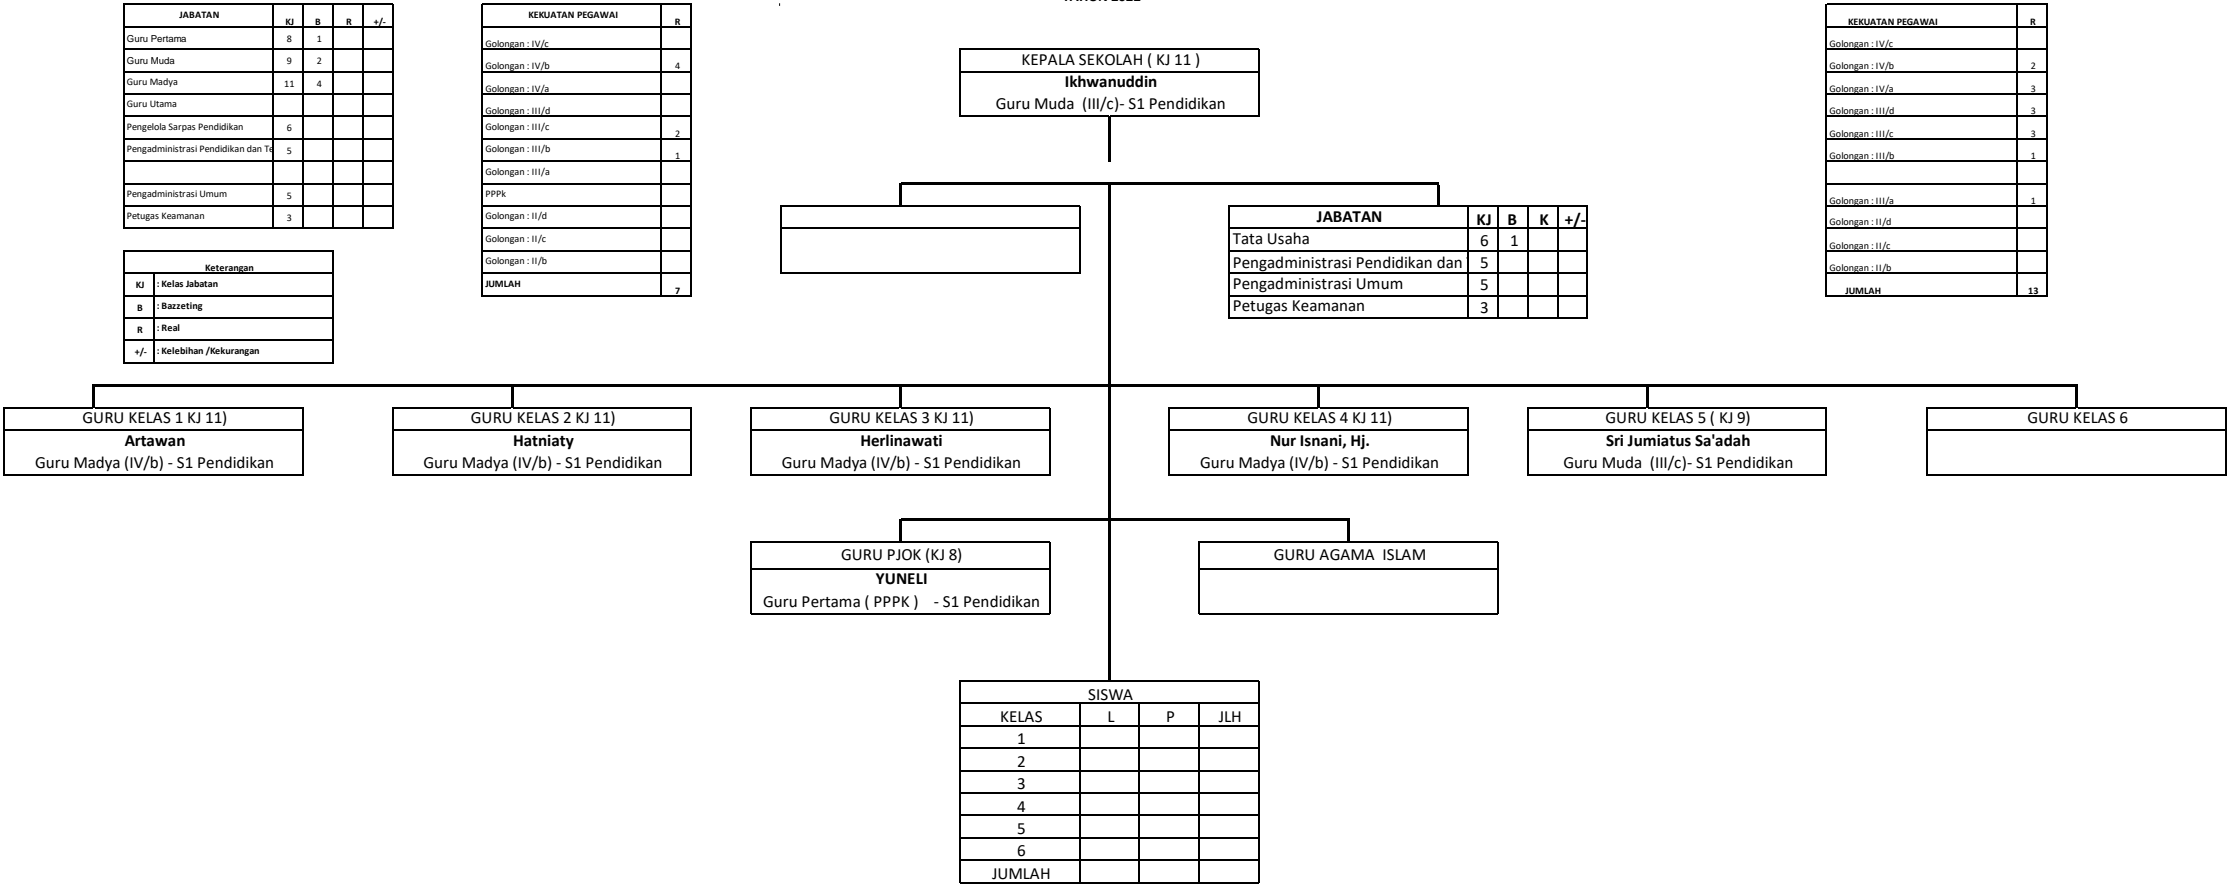 JABATAN KJ B R +/-
Guru Pertama 8 1
Guru Muda 9 2
Guru Madya 11 4
Guru Utama
Pengelola Sarpas Pendidikan 6
Pengadministrasi Pendidikan dan Te 5
Pengadministrasi Umum 5
Petugas Keamanan 3
Keterangan
KJ : Kelas Jabatan
B : Bazzeting
R : Real
+/- : Kelebihan /Kekurangan
KEKUATAN PEGAWAI R
Golongan : IV/c
Golongan : IV/b 4
Golongan : IV/a
Golongan : III/d
Golongan : III/c 2
Golongan : III/b 1
Golongan : III/a
PPPk
Golongan : II/d
Golongan : II/c
Golongan : II/b
JUMLAH 7
KEPALA SEKOLAH ( KJ 11 )
Ikhwanuddin
Guru Muda (III/c)- S1 Pendidikan
JABATAN KJ B K +/-
Tata Usaha 6 1
Pengadministrasi Pendidikan dan 5
Pengadministrasi Umum 5
Petugas Keamanan 3
KEKUATAN PEGAWAI R
Golongan : IV/c
Golongan : IV/b 2
Golongan : IV/a 3
Golongan : III/d 3
Golongan : III/c 3
Golongan : III/b 1
Golongan : III/a 1
Golongan : II/d
Golongan : II/c
Golongan : II/b
JUMLAH 13
GURU KELAS 1 KJ 11)
Artawan
Guru Madya (IV/b) - S1 Pendidikan
GURU KELAS 2 KJ 11)
Hatniaty
Guru Madya (IV/b) - S1 Pendidikan
GURU KELAS 3 KJ 11)
Herlinawati
Guru Madya (IV/b) - S1 Pendidikan
GURU KELAS 4 KJ 11)
Nur Isnani, Hj.
Guru Madya (IV/b) - S1 Pendidikan
GURU KELAS 5 ( KJ 9)
Sri Jumiatus Sa'adah
Guru Muda (III/c)- S1 Pendidikan
GURU KELAS 6
GURU PJOK (KJ 8)
YUNELI
Guru Pertama ( PPPK ) - S1 Pendidikan
GURU AGAMA ISLAM
SISWA
KELAS L P JLH
1
2
3
4
5
6
JUMLAH